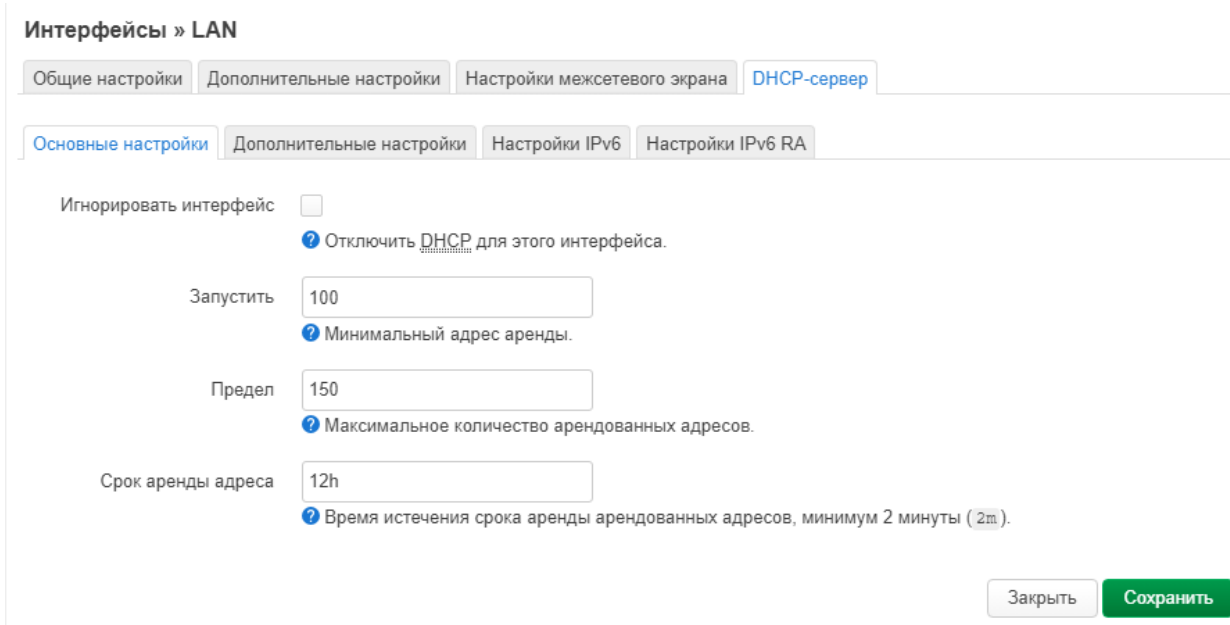 Интерфейсы » LAN
Общие настройки Дополнительные настройки Настройки межсетевого экрана DHCP-сервер
Основные настройки Дополнительные настройки Настройки IPv6 Настройки IPv6 RA
Игнорировать интерфейс
? Отключить DHCP для этого интерфейса.
Запустить 100
? Минимальный адрес аренды.
Предел 150
? Максимальное количество арендованных адресов.
Срок аренды адреса 12h
? Время истечения срока аренды арендованных адресов, минимум 2 минуты ( 2m ).
Закрыть Сохранить